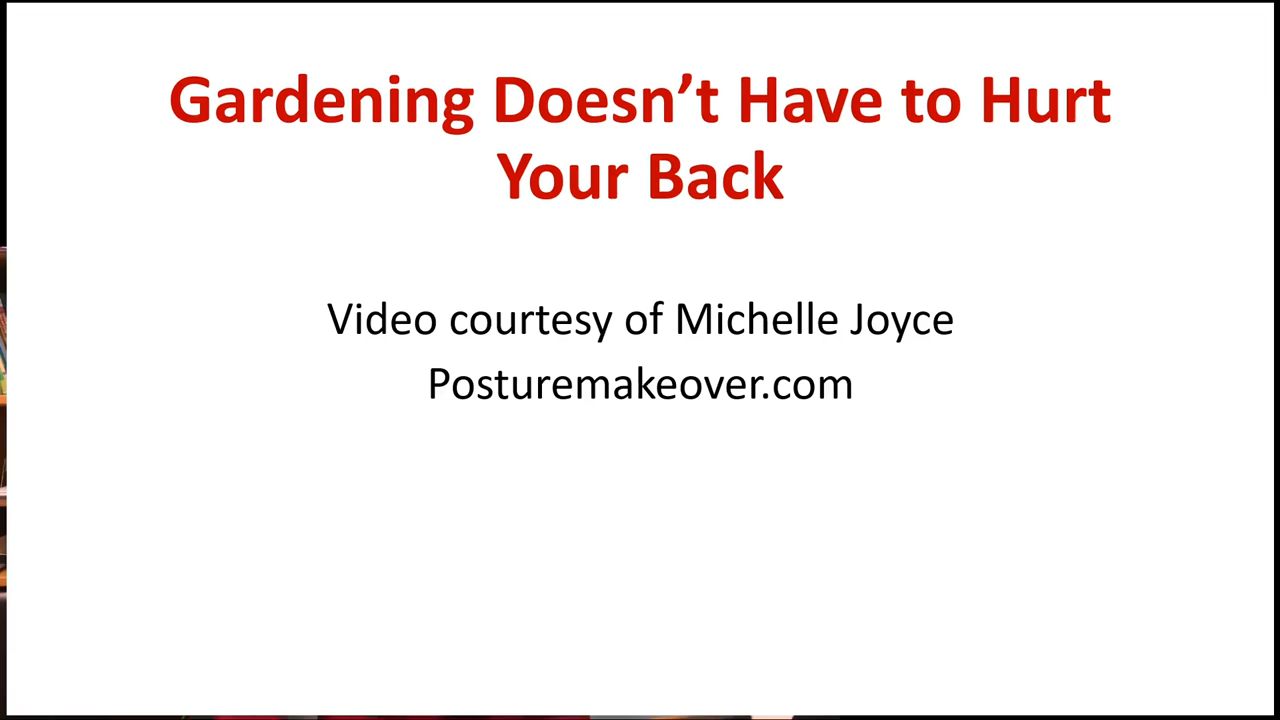 Gardening Doesn’t Have to Hurt
Your Back
Video courtesy of Michelle Joyce
Posturemakeover.com